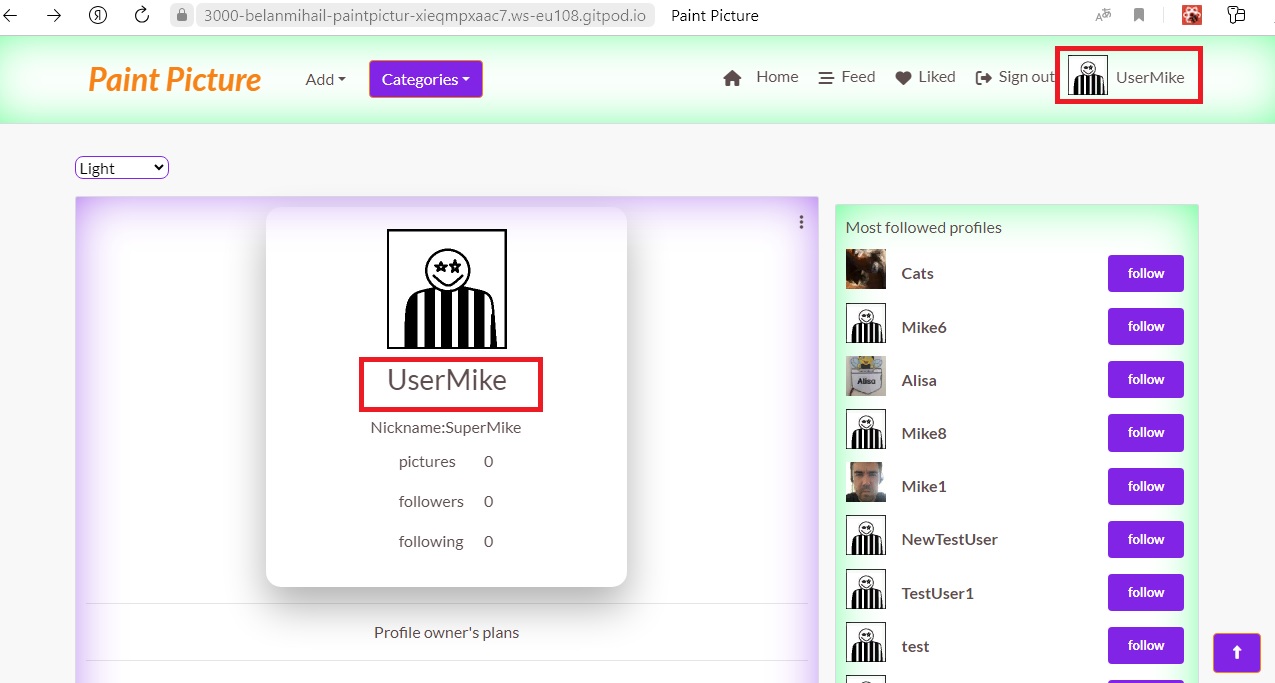 3000-belanmihail-paintpictur-xieqmpxaac7.ws-eu108.gitpod.io Paint Picture
Paint Picture Add Categories Home Feed Liked Sign out UserMike
Light
UserMike
Nickname:SuperMike
pictures 0
followers 0
following 0
Profile owner's plans
Most followed profiles
Cats follow
Mike6 follow
Alisa follow
Mike8 follow
Mike1 follow
NewTestUser follow
TestUser1 follow
test follow